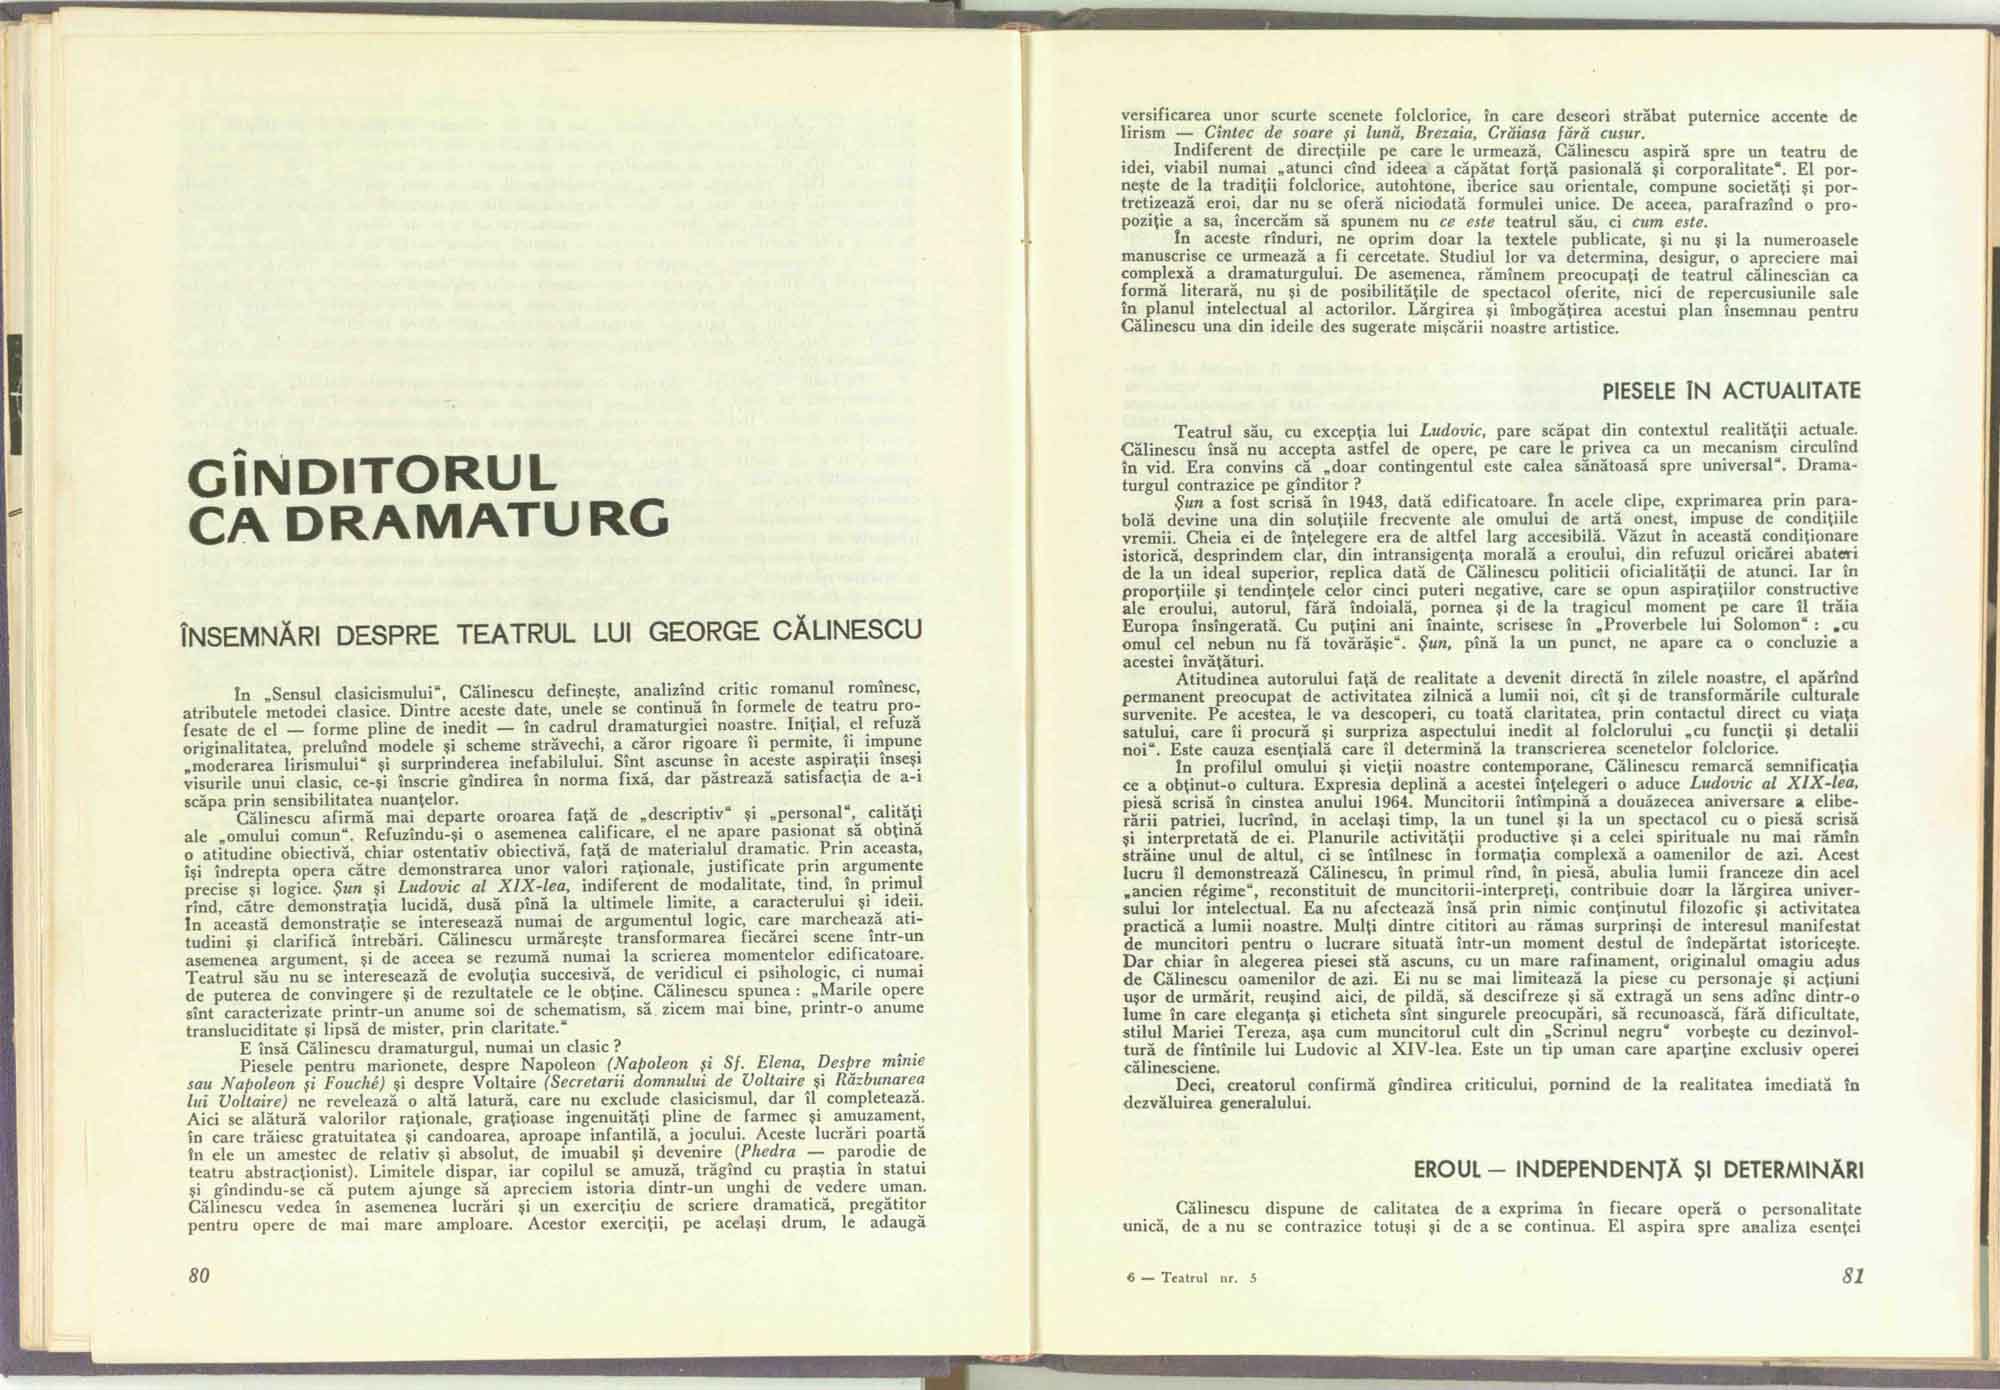 GÎNDITORUL
CA DRAMATURG
ÎNSEMNĂRI DESPRE TEATRUL LUI GEORGE CĂLINESCU
În „Sensul clasicismului“, Călinescu definește, analizînd critic romanul romînesc,
atributele metodei clasice. Dintre aceste date, unele se continuă în formele de teatru pro-
fesate de el — forme pline de inedit — în cadrul dramaturgiei noastre. Inițial, el refuză
originalitatea, preluînd modele și scheme străvechi, a căror rigoare îi permite, îi impune
„moderarea lirismului“ și surprinderea inefabilului. Sînt ascunse în aceste aspirații înseși
visurile unui clasic, ce-și înscrie gîndirea în norma fixă, dar păstrează satisfacția de a-i
scăpa prin sensibilitatea nuanțelor.
Călinescu afirmă mai departe oroarea față de „descriptiv“ și „personal“, calități
ale „omului comun“. Refuzîndu-și o asemenea calificare, el ne apare pasionat să obțină
o atitudine obiectivă, chiar ostentativ obiectivă, față de materialul dramatic. Prin aceasta,
își îndrepta opera către demonstrarea unor valori raționale, justificate prin argumente
precise și logice. Șun și Ludovic al XIX-lea, indiferent de modalitate, tind, în primul
rînd, către demonstrația lucidă, dusă pînă la ultimele limite, a caracterului și ideii.
În această demonstrație se interesează numai de argumentul logic, care marchează ati-
tudini și clarifică întrebări. Călinescu urmărește transformarea fiecărei scene într-un
asemenea argument, și de aceea se rezumă numai la scrierea momentelor edificatoare.
Teatrul său nu se interesează de evoluția succesivă, de veridicul ei psihologic, ci numai
de puterea de convingere și de rezultatele ce le obține. Călinescu spunea : „Marile opere
sînt caracterizate printr-un anume soi de schematism, să zicem mai bine, printr-o anume
transluciditate și lipsă de mister, prin claritate.“
E însă Călinescu dramaturgul, numai un clasic ?
Piesele pentru marionete, despre Napoleon (Napoleon și Sf. Elena, Despre mînie
sau Napoleon și Fouché) și despre Voltaire (Secretarii domnului de Voltaire și Răzbunarea
lui Voltaire) ne revelează o altă latură, care nu exclude clasicismul, dar îl completează.
Aici se alătură valorilor raționale, grațioase ingenuități pline de farmec și amuzament,
în care trăiesc gratuitatea și candoarea, aproape infantilă, a jocului. Aceste lucrări poartă
în ele un amestec de relativ și absolut, de imuabil și devenire (Phedra — parodie de
teatru abstracționist). Limitele dispar, iar copilul se amuză, trăgînd cu praștia în statui
și gîndindu-se că putem ajunge să apreciem istoria dintr-un unghi de vedere uman.
Călinescu vedea în asemenea lucrări și un exercițiu de scriere dramatică, pregătitor
pentru opere de mai mare amploare. Acestor exerciții, pe același drum, le adaugă
80
versificarea unor scurte scenete folclorice, în care deseori străbat puternice accente de
lirism — Cîntec de soare și lună, Brezaia, Crăiasa fără cusur.
Indiferent de direcțiile pe care le urmează, Călinescu aspiră spre un teatru de
idei, viabil numai „atunci cînd ideea a căpătat forță pasională și corporalitate“. El por-
nește de la tradiții folclorice, autohtone, iberice sau orientale, compune societăți și por-
tretizează eroi, dar nu se oferă niciodată formulei unice. De aceea, parafrazînd o pro-
poziție a sa, încercăm să spunem nu ce este teatrul său, ci cum este.
În aceste rînduri, ne oprim doar la textele publicate, și nu și la numeroasele
manuscrise ce urmează a fi cercetate. Studiul lor va determina, desigur, o apreciere mai
complexă a dramaturgului. De asemenea, rămînem preocupați de teatrul călinescian ca
formă literară, nu și de posibilitățile de spectacol oferite, nici de repercusiunile sale
în planul intelectual al actorilor. Lărgirea și îmbogățirea acestui plan însemnau pentru
Călinescu una din ideile des sugerate mișcării noastre artistice.
PIESELE ÎN ACTUALITATE
Teatrul său, cu excepția lui Ludovic, pare scăpat din contextul realității actuale.
Călinescu însă nu accepta astfel de opere, pe care le privea ca un mecanism circulînd
în vid. Era convins că „doar contingentul este calea sănătoasă spre universal“. Drama-
turgul contrazice pe gînditor ?
Șun a fost scrisă în 1943, dată edificatoare. În acele clipe, exprimarea prin para-
bolă devine una din soluțiile frecvente ale omului de artă onest, impuse de condițiile
vremii. Cheia ei de înțelegere era de altfel larg accesibilă. Văzut în această condiționare
istorică, desprindem clar, din intransigența morală a eroului, din refuzul oricărei abateri
de la un ideal superior, replica dată de Călinescu politicii oficialității de atunci. Iar în
proporțiile și tendințele celor cinci puteri negative, care se opun aspirațiilor constructive
ale eroului, autorul, fără îndoială, pornea și de la tragicul moment pe care îl trăia
Europa însîngerată. Cu puțini ani înainte, scrisese în „Proverbele lui Solomon“ : „cu
omul cel nebun nu fă tovărășie“. Șun, pînă la un punct, ne apare ca o concluzie a
acestei învățături.
Atitudinea autorului față de realitate a devenit directă în zilele noastre, el apărînd
permanent preocupat de activitatea zilnică a lumii noi, cît și de transformările culturale
survenite. Pe acestea, le va descoperi, cu toată claritatea, prin contactul direct cu viața
satului, care îi procură și surpriza aspectului inedit al folclorului „cu funcții și detalii
noi“. Este cauza esențială care îl determină la transcrierea scenetelor folclorice.
În profilul omului și vieții noastre contemporane, Călinescu remarcă semnificația
ce a obținut-o cultura. Expresia deplină a acestei înțelegeri o aduce Ludovic al XIX-lea,
piesă scrisă în cinstea anului 1964. Muncitorii întîmpină a douăzecea aniversare a elibe-
rării patriei, lucrînd, în același timp, la un tunel și la un spectacol cu o piesă scrisă
și interpretată de ei. Planurile activității productive și a celei spirituale nu mai rămîn
străine unul de altul, ci se întîlnesc în formația complexă a oamenilor de azi. Acest
lucru îl demonstrează Călinescu, în primul rînd, în piesă, abulia lumii franceze din acel
„ancien régime“, reconstituit de muncitorii-interpreți, contribuie doar la lărgirea univer-
sului lor intelectual. Ea nu afectează însă prin nimic conținutul filozofic și activitatea
practică a lumii noastre. Mulți dintre cititori au rămas surprinși de interesul manifestat
de muncitori pentru o lucrare situată într-un moment destul de îndepărtat istoricește.
Dar chiar în alegerea piesei stă ascuns, cu un mare rafinament, originalul omagiu adus
de Călinescu oamenilor de azi. Ei nu se mai limitează la piese cu personaje și acțiuni
ușor de urmărit, reușind aici, de pildă, să descifreze și să extragă un sens adînc dintr-o
lume în care eleganța și eticheta sînt singurele preocupări, să recunoască, fără dificultate,
stilul Mariei Tereza, așa cum muncitorul cult din „Scrinul negru“ vorbește cu dezinvol-
tură de fîntînile lui Ludovic al XIV-lea. Este un tip uman care aparține exclusiv operei
călinesciene.
Deci, creatorul confirmă gîndirea criticului, pornind de la realitatea imediată în
dezvăluirea generalului.
EROUL — INDEPENDENȚĂ ȘI DETERMINĂRI
Călinescu dispune de calitatea de a exprima în fiecare operă o personalitate
unică, de a nu se contrazice totuși și de a se continua. El aspira spre analiza esenței
6 — Teatrul nr. 5
81